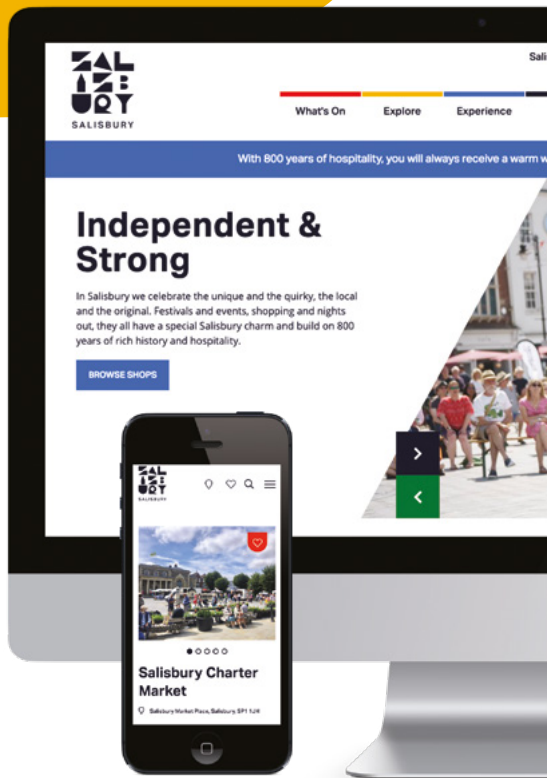 SAL
ISB
URY
SALISBURY
What's On
Explore
Experience
With 800 years of hospitality, you will always receive a warm
Independent &
Strong
In Salisbury we celebrate the unique and the quirky, the local
and the original. Festivals and events, shopping and nights
out, they all have a special Salisbury charm and build on 800
years of rich history and hospitality.
BROWSE SHOPS
SAL
ISB
URY
SALISBURY
Salisbury Charter
Market
Salisbury Market Place, Salisbury, SP1 1JH